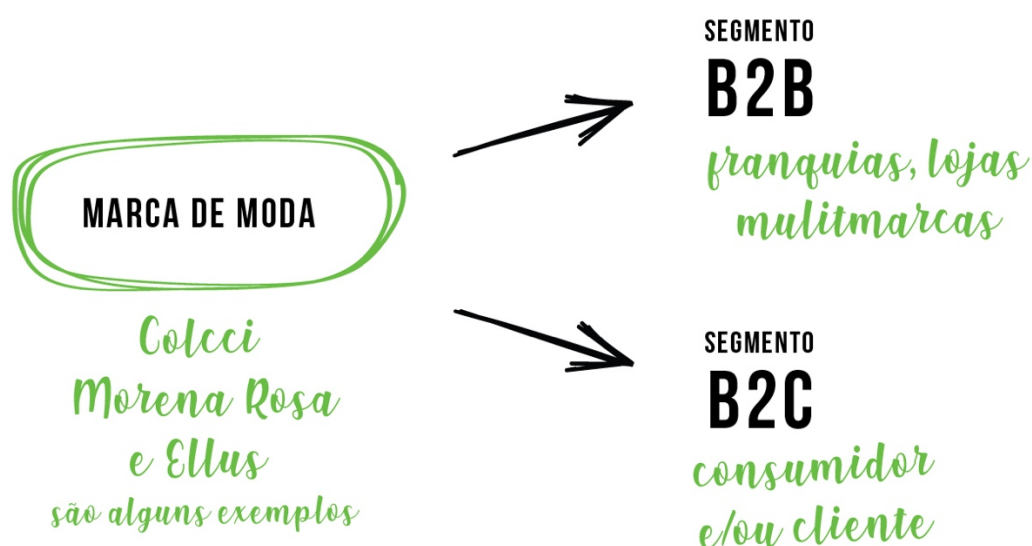 MARCA DE MODA
Colcci
Morena Rosa
e Ellus
são alguns exemplos
SEGMENTO
B2B
franquias, lojas
mulitmarcas
SEGMENTO
B2C
consumidor
e/ou cliente